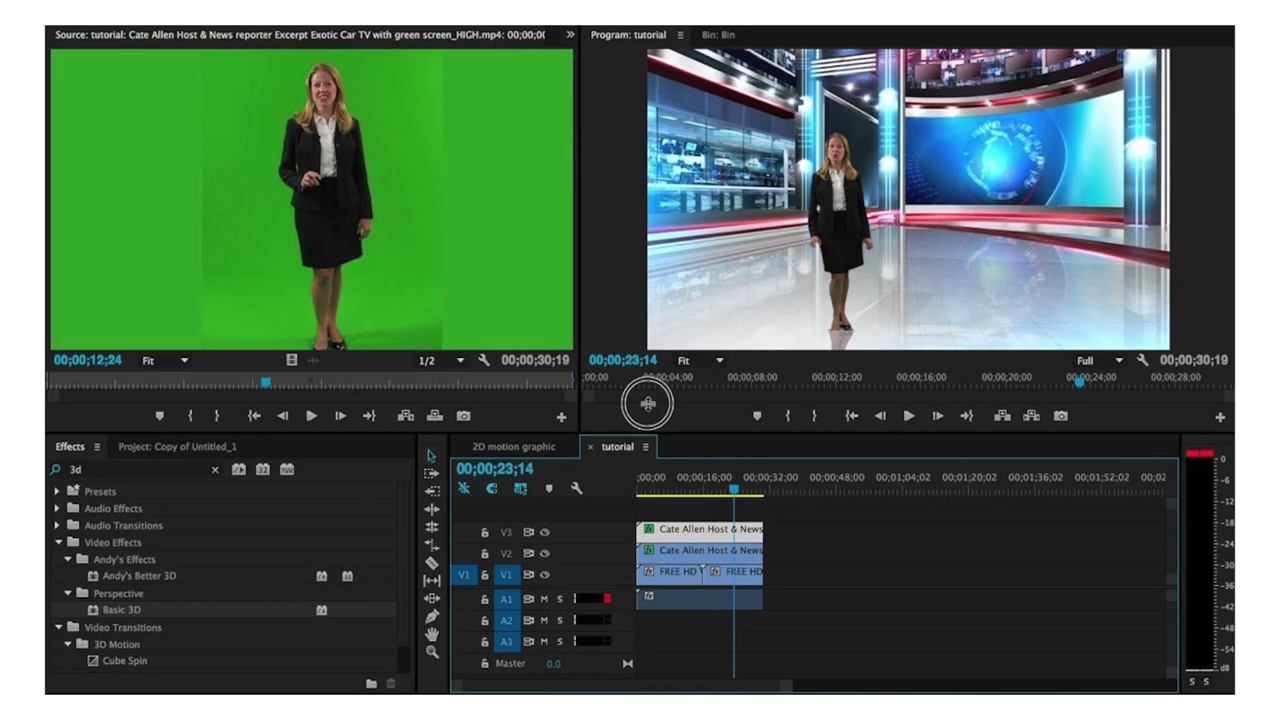 Source: tutorial: Cate Allen Host & News reporter Excerpt Exotic Car TV with green screen_HIGH.mp4: 00;00;0(
Program: tutorial
Bin: Bin
00;00;12;24
Fit
1/2
00;00;30;19
00;00;23;14
Fit
Full
00;00;30;19
;00;00
00;00;04;00
00;00;08;00
00;00;12;00
00;00;16;00
00;00;20;00
00;00;24;00
00;00;28;00
Effects
Project: Copy of Untitled_1
3d
Presets
Audio Effects
Audio Transitions
Video Effects
Andy's Effects
Andy's Better 3D
Perspective
Basic 3D
Video Transitions
3D Motion
Cube Spin
2D motion graphic
× tutorial
00;00;23;14
;00;00 00;00;16;00 00;00;32;00 00;00;48;00 00;01;04;02 00;01;20;02 00;01;36;02 00;01;52;02 00;02
V3 fx Cate Allen Host & News
V2 fx Cate Allen Host & News
V1 V1 fx FREE HD fx FREE HD
A1 M S fx
A2 M S
A3 M S
Master 0.0
0
-6
-12
-18
-24
-30
-36
-42
-48
-54
dB
S S